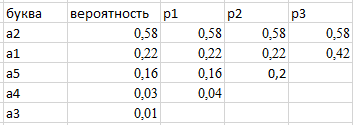 буква вероятность p1 p2 p3
a2 0,58 0,58 0,58 0,58
a1 0,22 0,22 0,22 0,42
a5 0,16 0,16 0,2
a4 0,03 0,04
a3 0,01